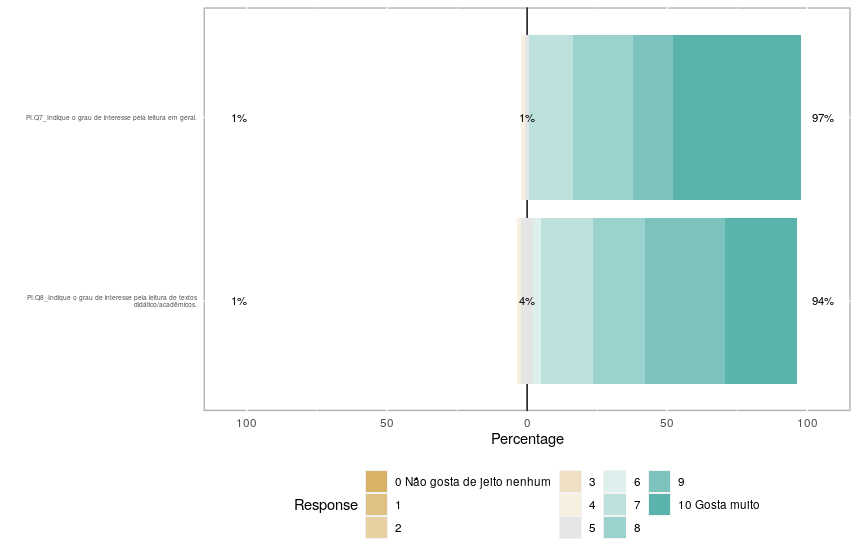 PI.Q7_Indique o grau de interesse pela leitura em geral.
1%
1%
97%
PI.Q8_Indique o grau de interesse pela leitura de textos
didático/acadêmicos.
1%
4%
94%
100
50
0
50
100
Percentage
Response
0 Não gosta de jeito nenhum
1
2
3
4
5
6
7
8
9
10 Gosta muito